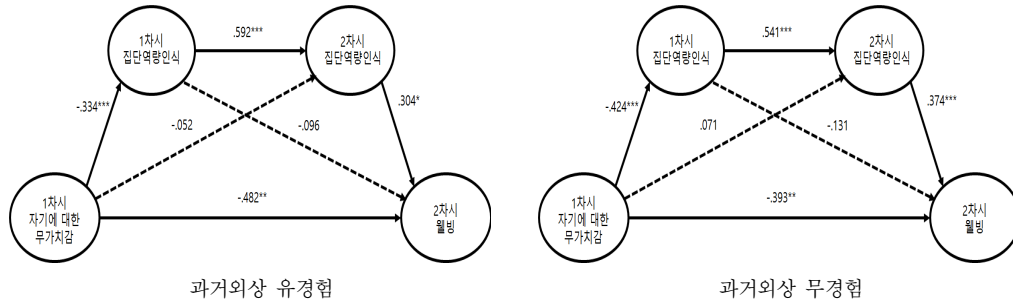 .592***
1차시
집단역량인식
2차시
집단역량인식
-.334***
-.052
-.096
.304*
1차시
자기에 대한
무가치감
-.482**
2차시
웰빙
과거외상 유경험
.541***
1차시
집단역량인식
2차시
집단역량인식
-.424***
.071
-.131
.374***
1차시
자기에 대한
무가치감
-.393**
2차시
웰빙
과거외상 무경험